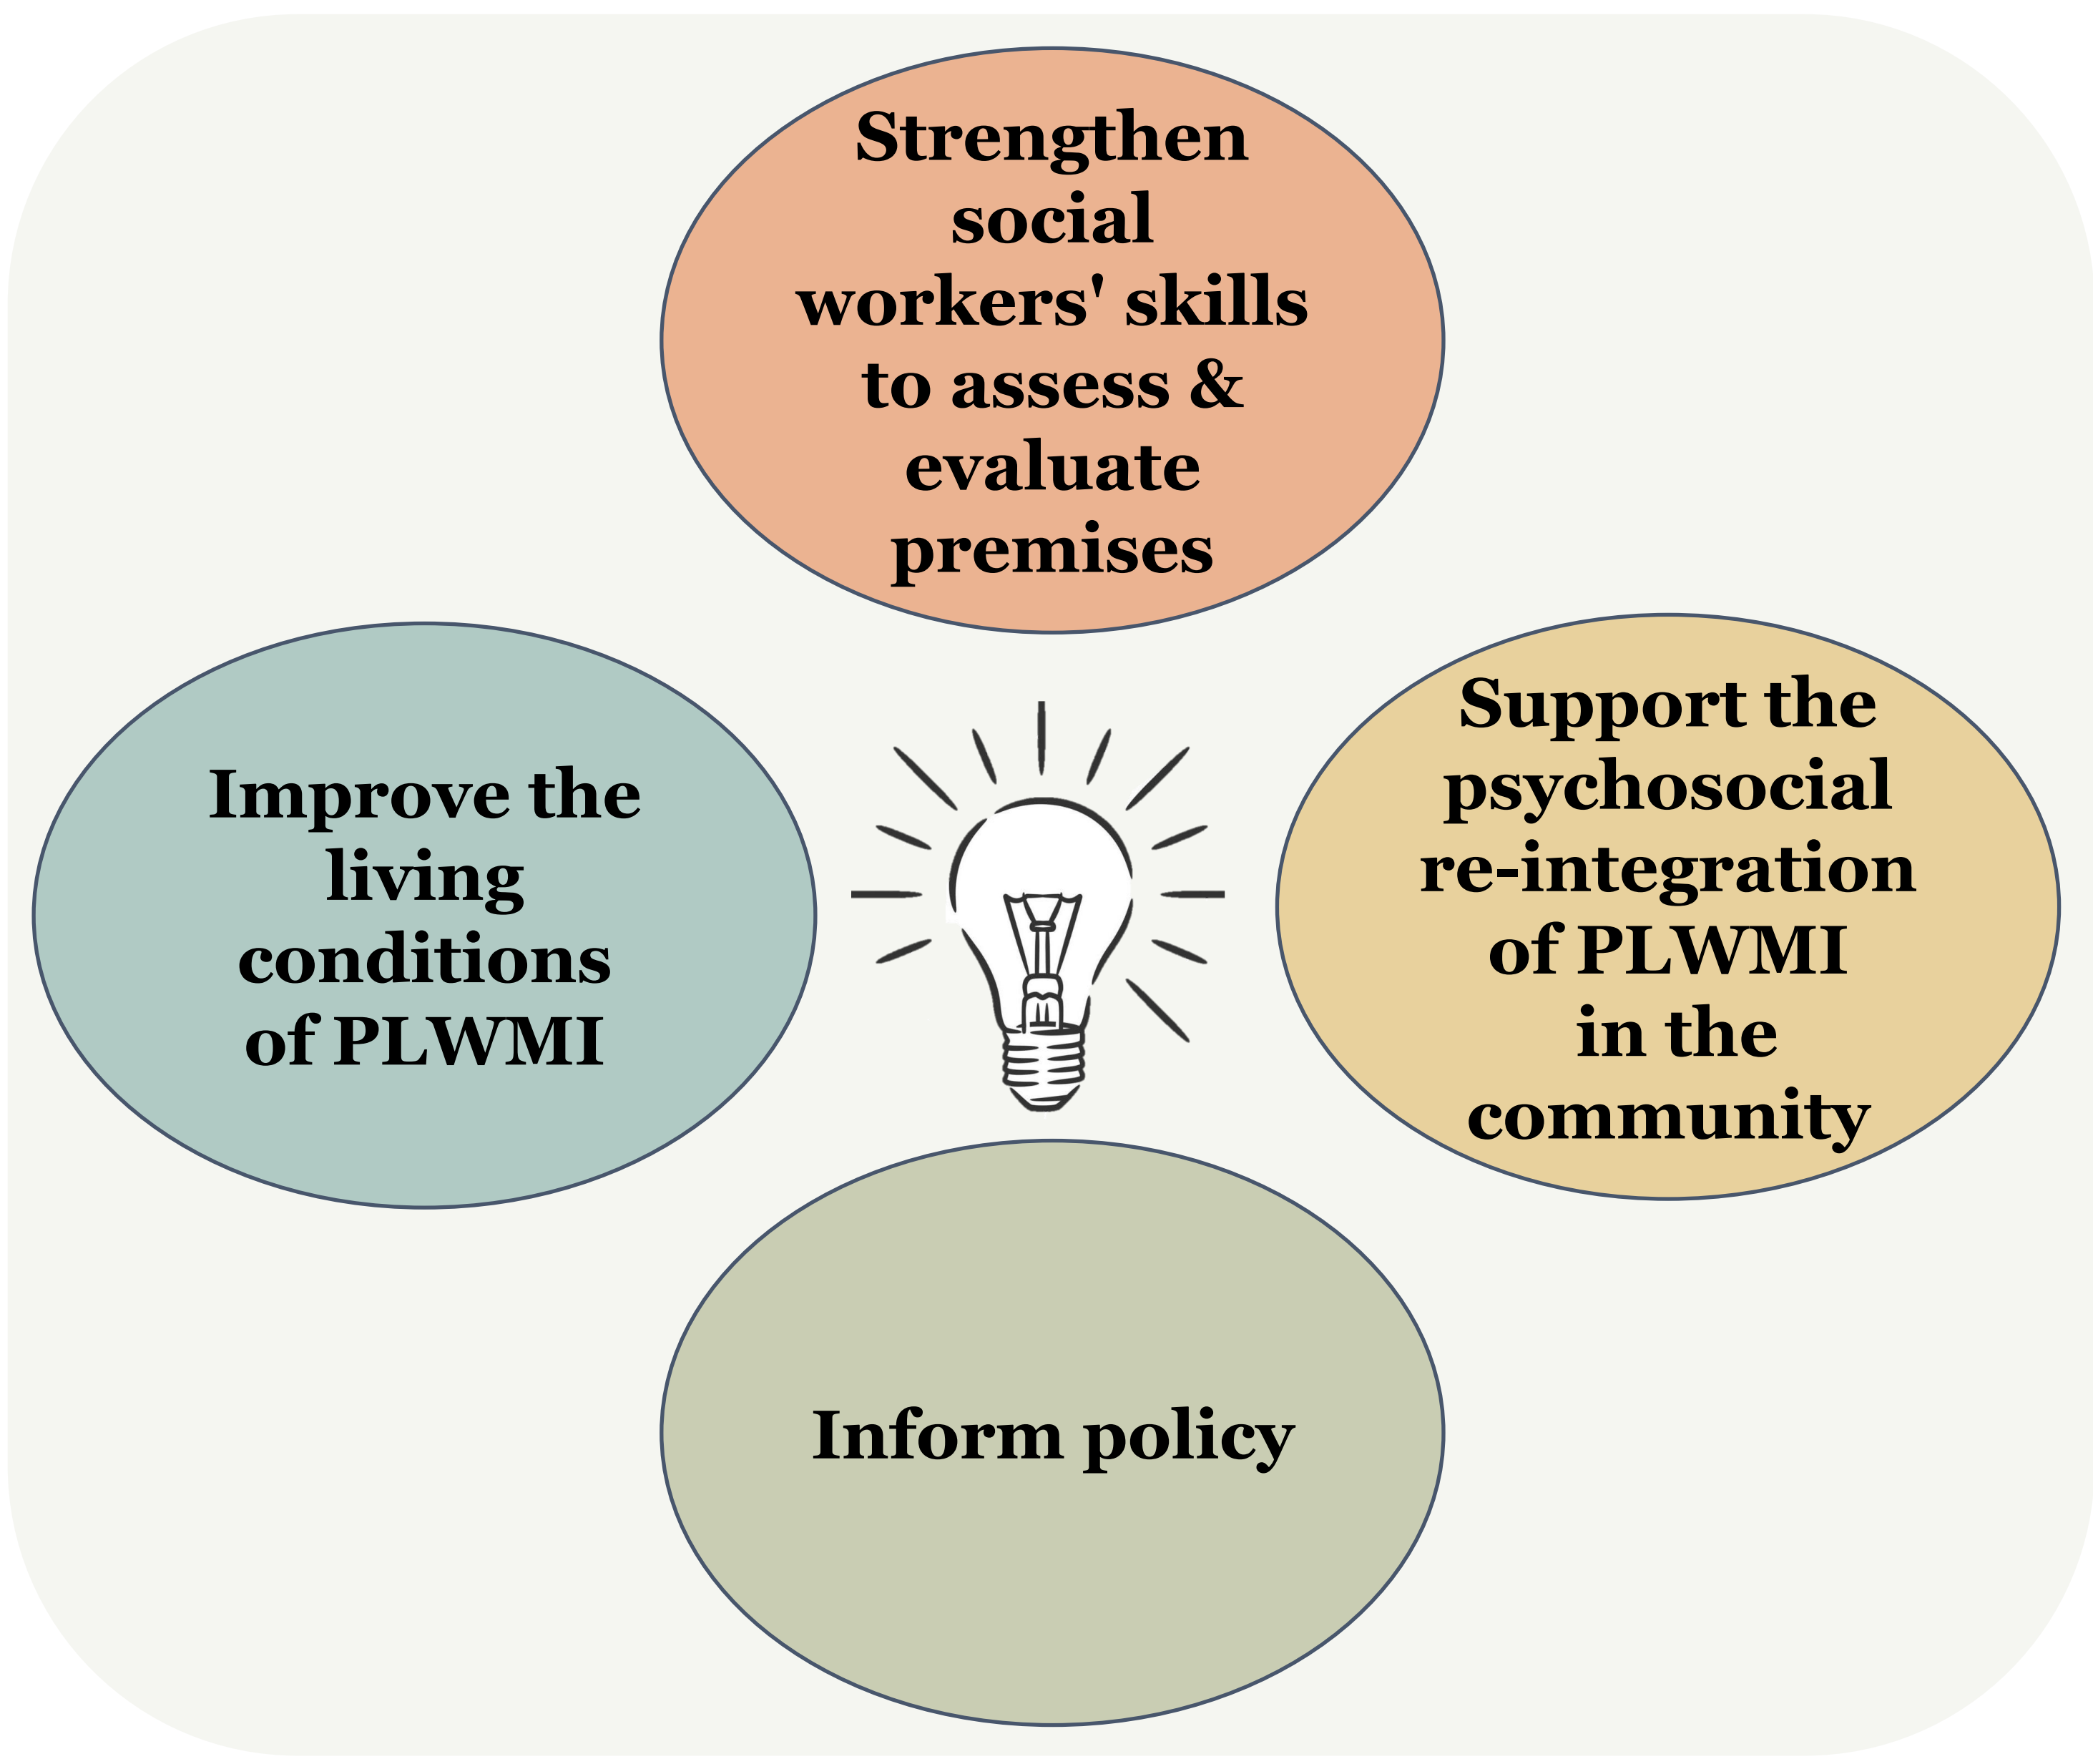 Strengthen
social
workers' skills
to assess &
evaluate
premises
Improve the
living
conditions
of PLWMI
Support the
psychosocial
re-integration
of PLWMI
in the
community
Inform policy